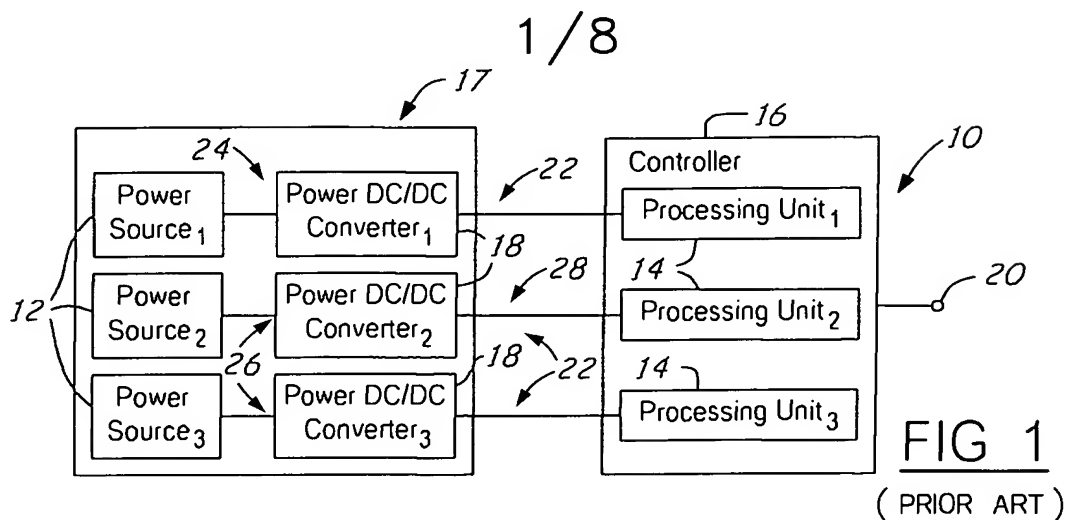 1/8
17
16
10
Controller
24
22
Power
Source1
Power DC/DC
Converter1
Processing Unit1
18
14
28
20
12
Power
Source2
Power DC/DC
Converter2
Processing Unit2
26
18
22
14
Power
Source3
Power DC/DC
Converter3
Processing Unit3
FIG 1
(PRIOR ART)